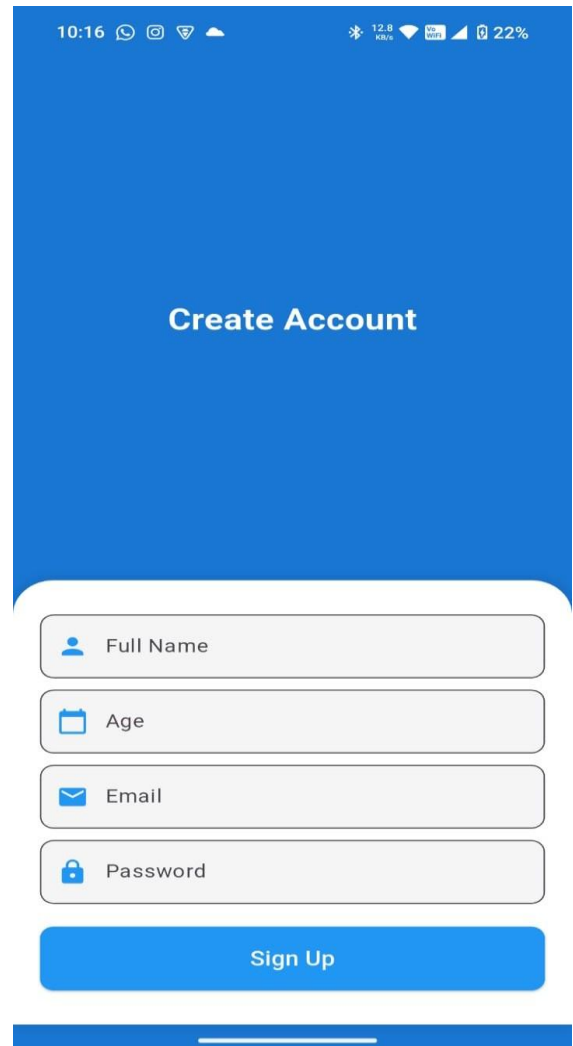 10:16 12.8 KB/s Vo WiFi 22%
Create Account
Full Name
Age
Email
Password
Sign Up